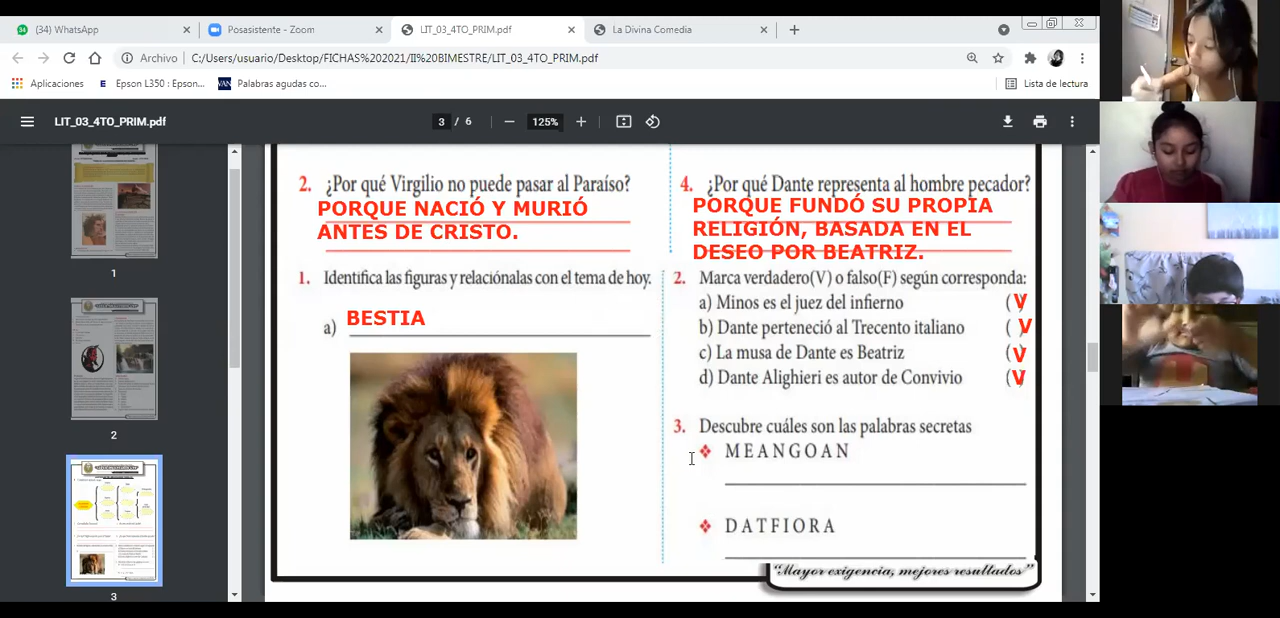 (34) WhatsApp
Posasistente - Zoom
LIT_03_4TO_PRIM.pdf
La Divina Comedia
Archivo
C:/Users/usuario/Desktop/FICHAS%202021/II%20BIMESTRE/LIT_03_4TO_PRIM.pdf
Aplicaciones
Epson L350 : Epson...
Palabras agudas co...
Lista de lectura
LIT_03_4TO_PRIM.pdf
3 / 6
125%
1
2
3
2. ¿Por qué Virgilio no puede pasar al Paraíso?
PORQUE NACIÓ Y MURIÓ
ANTES DE CRISTO.
1. Identifica las figuras y relaciónalas con el tema de hoy.
a) BESTIA
4. ¿Por qué Dante representa al hombre pecador?
PORQUE FUNDÓ SU PROPIA
RELIGIÓN, BASADA EN EL
DESEO POR BEATRIZ.
2. Marca verdadero(V) o falso(F) según corresponda:
a) Minos es el juez del infierno (V
b) Dante perteneció al Trecento italiano ( V
c) La musa de Dante es Beatriz (V)
d) Dante Alighieri es autor de Convivio (V)
3. Descubre cuáles son las palabras secretas
M E A N G O A N
D A T F I O R A
"Mayor exigencia, mejores resultados"